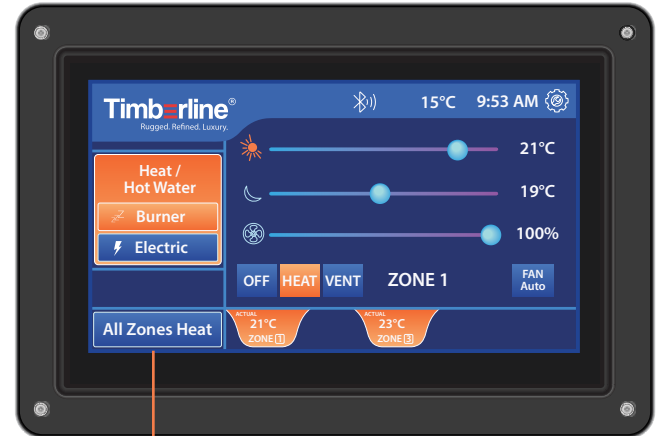 Timberline®
Rugged. Refined. Luxury.
15°C
9:53 AM
21°C
Heat /
Hot Water
19°C
Burner
Electric
100%
OFF
HEAT
VENT
ZONE 1
FAN
Auto
All Zones Heat
ACTUAL
21°C
ZONE 1
ACTUAL
23°C
ZONE 3